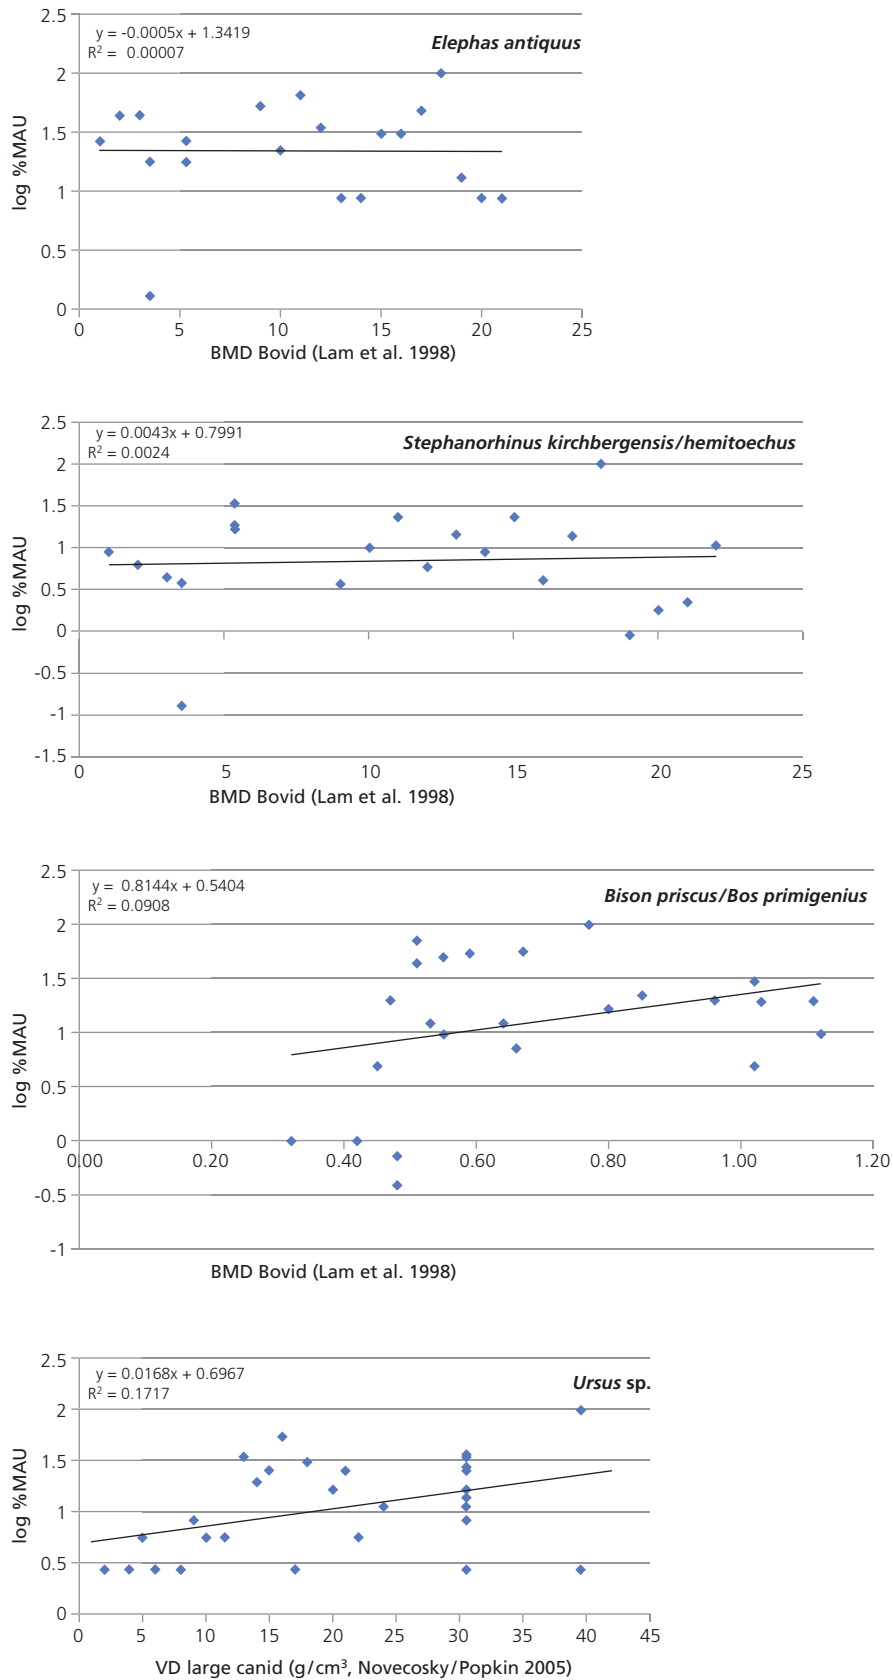 y = -0.0005x + 1.3419
R² = 0.00007
Elephas antiquus
log %MAU
2.5
2
1.5
1
0.5
0
0 5 10 15 20 25
BMD Bovid (Lam et al. 1998)
y = 0.0043x + 0.7991
R² = 0.0024
Stephanorhinus kirchbergensis/hemitoechus
log %MAU
2.5
2
1.5
1
0.5
0
-0.5
-1
-1.5
0 5 10 15 20 25
BMD Bovid (Lam et al. 1998)
y = 0.8144x + 0.5404
R² = 0.0908
Bison priscus/Bos primigenius
log %MAU
2.5
2
1.5
1
0.5
0
-0.5
-1
0.00 0.20 0.40 0.60 0.80 1.00 1.20
BMD Bovid (Lam et al. 1998)
y = 0.0168x + 0.6967
R² = 0.1717
Ursus sp.
log %MAU
2.5
2
1.5
1
0.5
0
0 5 10 15 20 25 30 35 40 45
VD large canid (g/cm³, Novecosky/Popkin 2005)